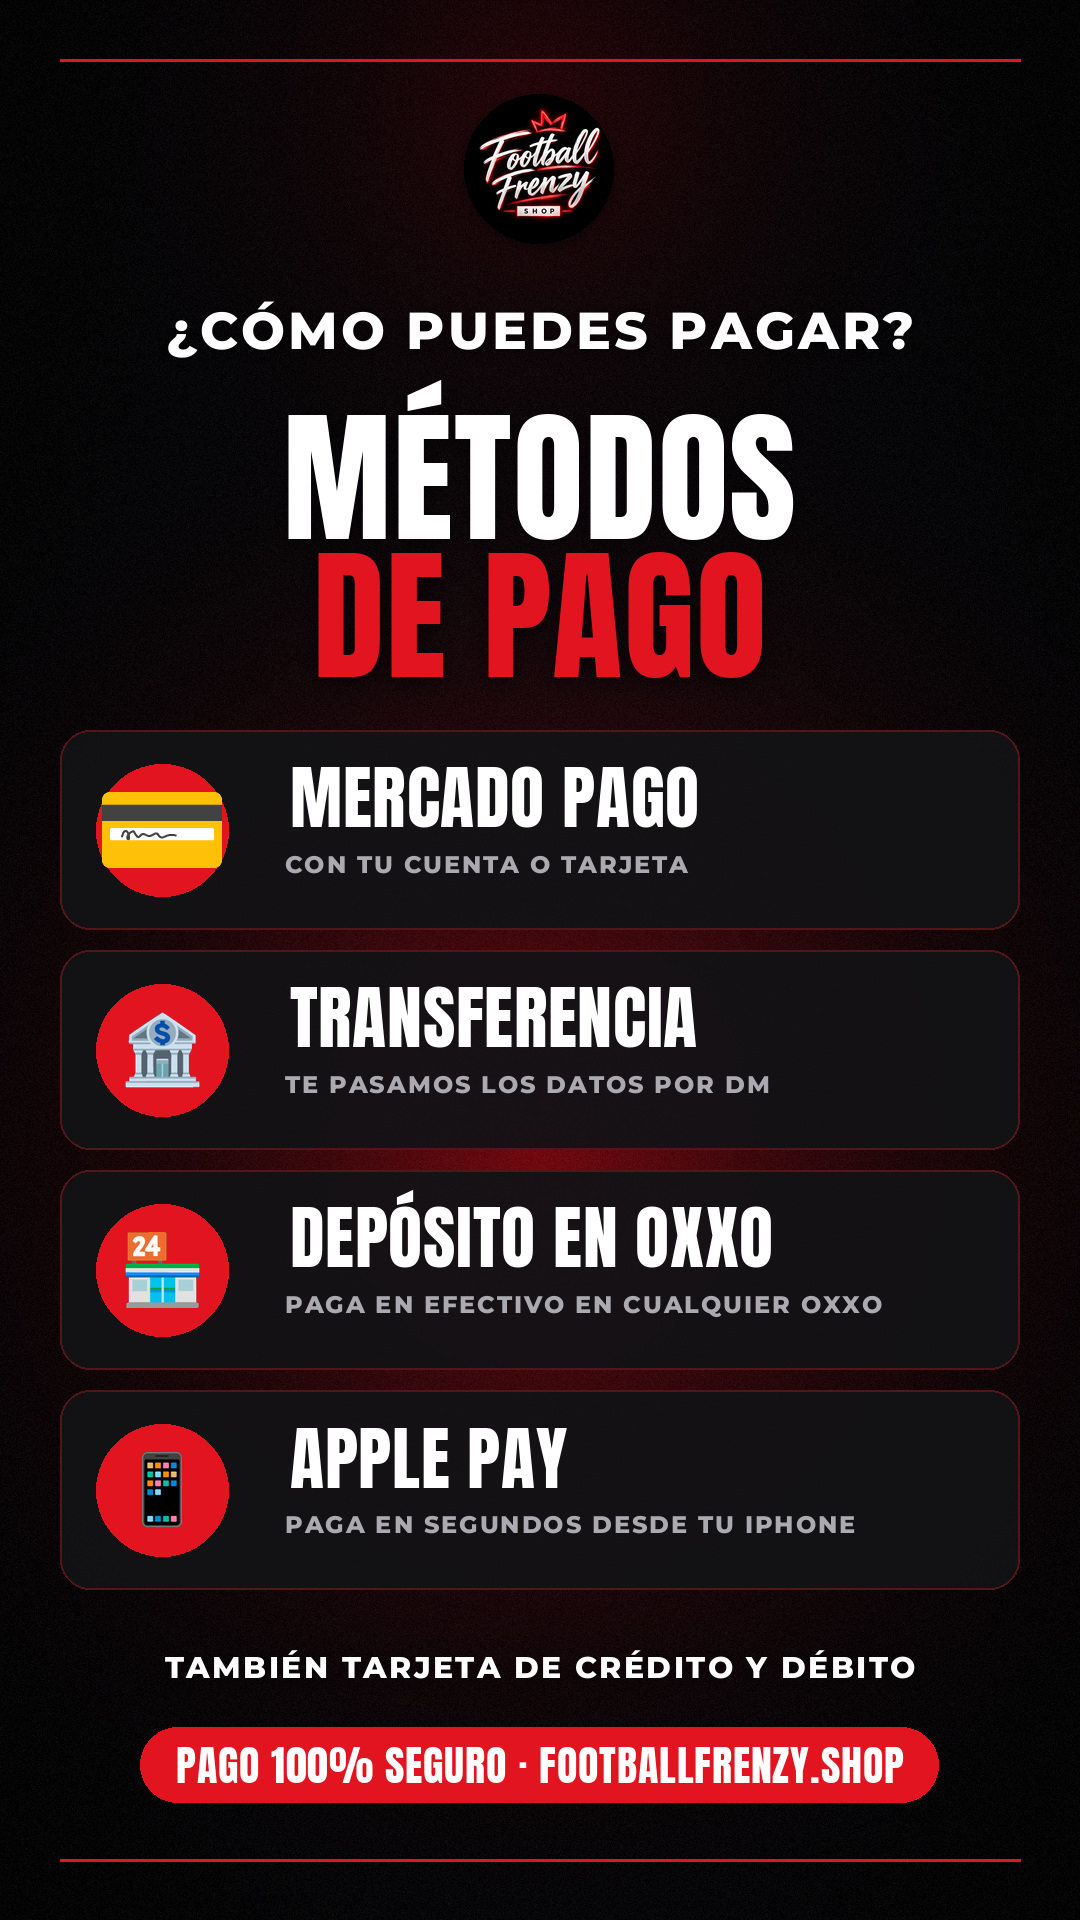 Football
Frenzy
SHOP
¿CÓMO PUEDES PAGAR?
MÉTODOS
DE PAGO
MERCADO PAGO
CON TU CUENTA O TARJETA
TRANSFERENCIA
TE PASAMOS LOS DATOS POR DM
24
DEPÓSITO EN OXXO
PAGA EN EFECTIVO EN CUALQUIER OXXO
APPLE PAY
PAGA EN SEGUNDOS DESDE TU IPHONE
TAMBIÉN TARJETA DE CRÉDITO Y DÉBITO
PAGO 100% SEGURO · FOOTBALLFRENZY.SHOP